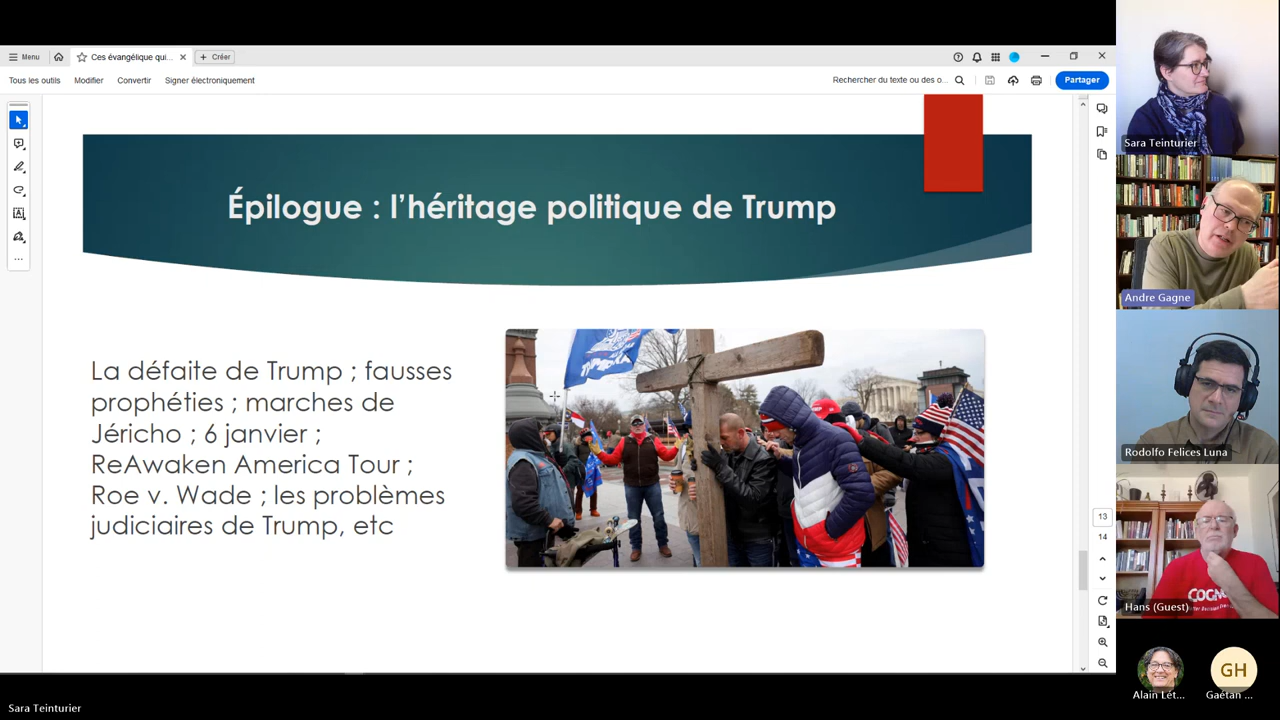 Menu
Ces évangélique qui...
Créer
Tous les outils
Modifier
Convertir
Signer électroniquement
Rechercher du texte ou des o...
Partager
Épilogue : l'héritage politique de Trump
La défaite de Trump ; fausses
prophéties ; marches de
Jéricho ; 6 janvier ;
ReAwaken America Tour ;
Roe v. Wade ; les problèmes
judiciaires de Trump, etc
13
14
Sara Teinturier
Andre Gagne
Rodolfo Felices Luna
Hans (Guest)
GH
Alain Lét...
Gaétan ...
Sara Teinturier